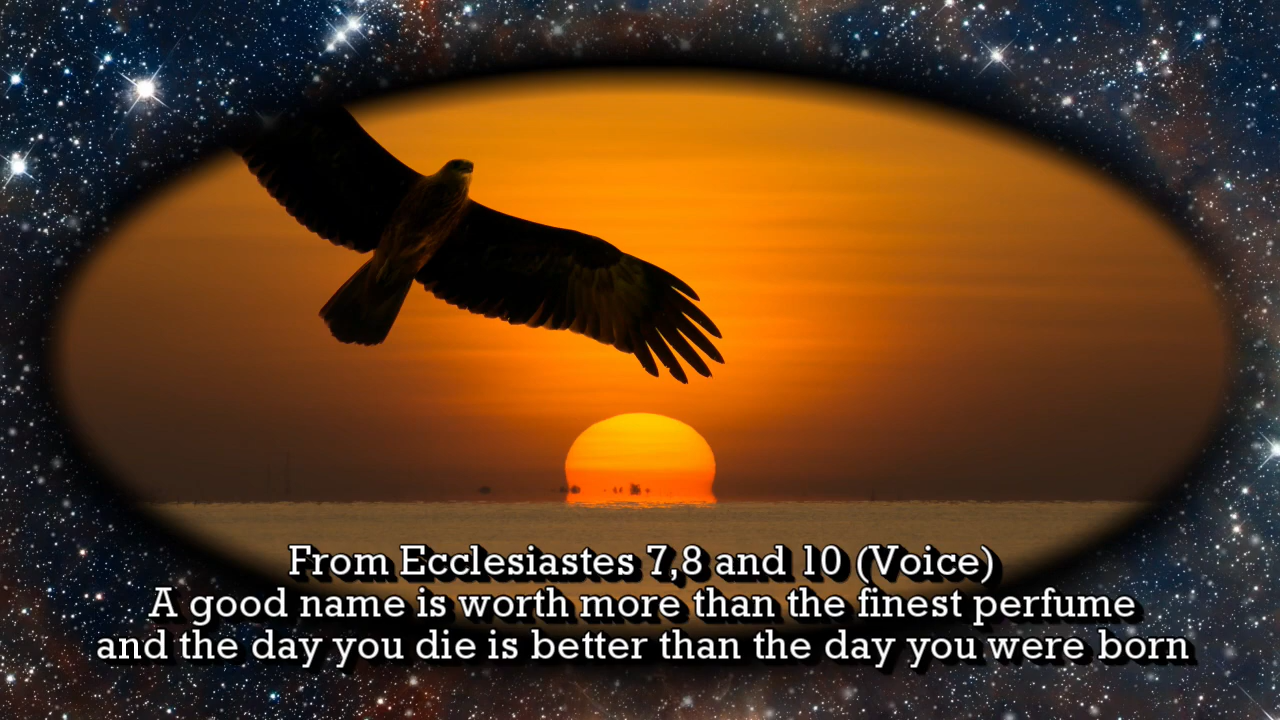 From Ecclesiastes 7,8 and 10 (Voice)
A good name is worth more than the finest perfume
and the day you die is better than the day you were born